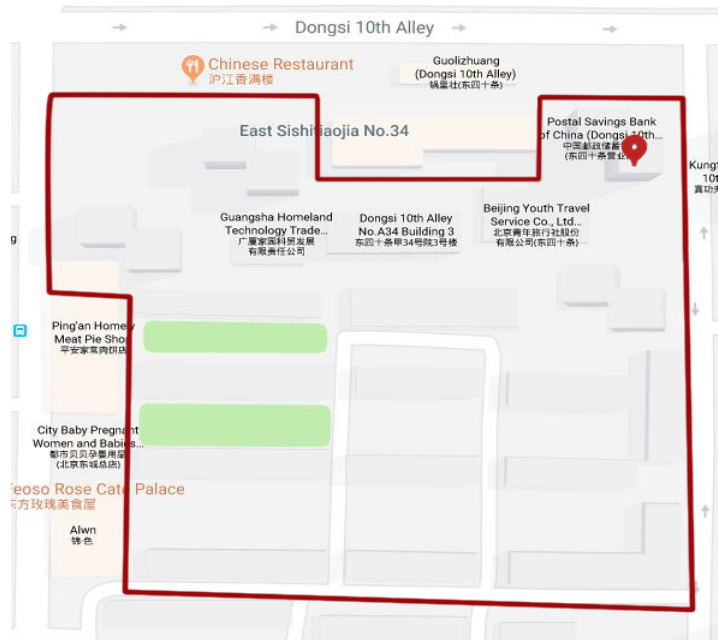 Dongsi 10th Alley
Chinese Restaurant
沪江香满楼
Guolizhuang
(Dongsi 10th Alley)
锅里壮(东四十条)
East Sishitiaojia No.34
Postal Savings Bank
of China (Dongsi 10th...
中国邮政储蓄
(东四十条营业
10t
Guangsha Homeland
Technology Trade...
广厦家园科贸发展
有限责任公司
Dongsi 10th Alley
No.A34 Building 3
东四十条甲34号院3号楼
Beijing Youth Travel
Service Co., Ltd...
北京青年旅行社股份
有限公司(东四十条)
Ping'an Homely
Meat Pie Shop
平安家常肉饼店
City Baby Pregnant
Women and Babies...
都市贝贝孕婴用品
(北京东城总店)
Feoso Rose Cate Palace
东方玫瑰美食屋
Alwn
锦·色